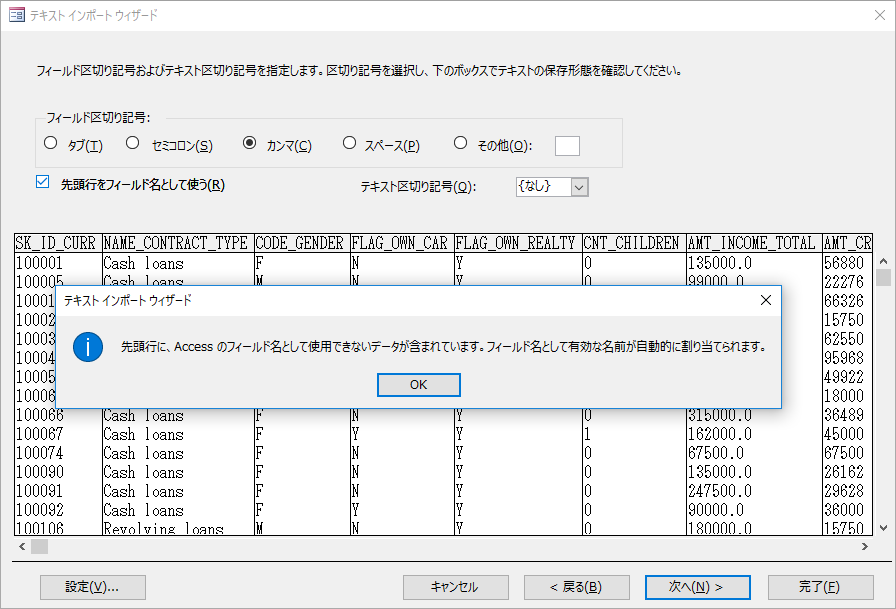 テキスト インポート ウィザード
フィールド区切り記号およびテキスト区切り記号を指定します。区切り記号を選択し、下のボックスでテキストの保存形態を確認してください。
フィールド区切り記号:
タブ(T) セミコロン(S) カンマ(C) スペース(P) その他(O):
先頭行をフィールド名として使う(R) テキスト区切り記号(Q): {なし}
SK_ID_CURR NAME_CONTRACT_TYPE CODE_GENDER FLAG_OWN_CAR FLAG_OWN_REALTY CNT_CHILDREN AMT_INCOME_TOTAL AMT_CR
100001 Cash loans F N Y 0 135000.0 56880
100005 Cash loans M N Y 0 99000.0 22276
10001 66326
テキスト インポート ウィザード
10002 15750
10003 62550
先頭行に、Access のフィールド名として使用できないデータが含まれています。フィールド名として有効な名前が自動的に割り当てられます。
10004 95968
10005 49922
OK
10006 18000
100066 Cash loans F N Y 0 315000.0 36489
100067 Cash loans F Y Y 1 162000.0 45000
100074 Cash loans F N Y 0 67500.0 67500
100090 Cash loans F N Y 0 135000.0 26162
100091 Cash loans F N Y 0 247500.0 29628
100092 Cash loans F Y Y 0 90000.0 36000
100106 Revolving loans M N Y 0 180000.0 15750
設定(V)... キャンセル < 戻る(B) 次へ(N) > 完了(F)